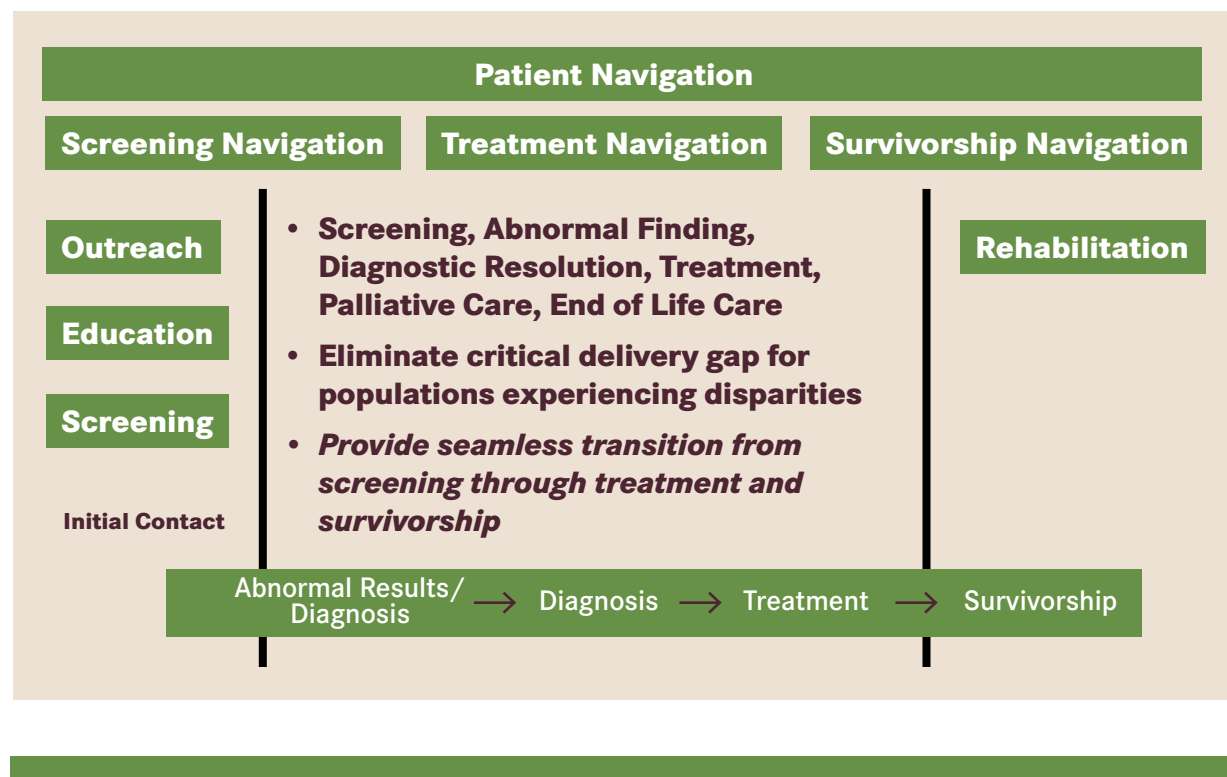 Patient Navigation
Screening Navigation
Treatment Navigation
Survivorship Navigation
Outreach
Education
Screening
Initial Contact
• Screening, Abnormal Finding,
Diagnostic Resolution, Treatment,
Palliative Care, End of Life Care
• Eliminate critical delivery gap for
populations experiencing disparities
• Provide seamless transition from
screening through treatment and
survivorship
Rehabilitation
Abnormal Results/
Diagnosis
→ Diagnosis → Treatment → Survivorship